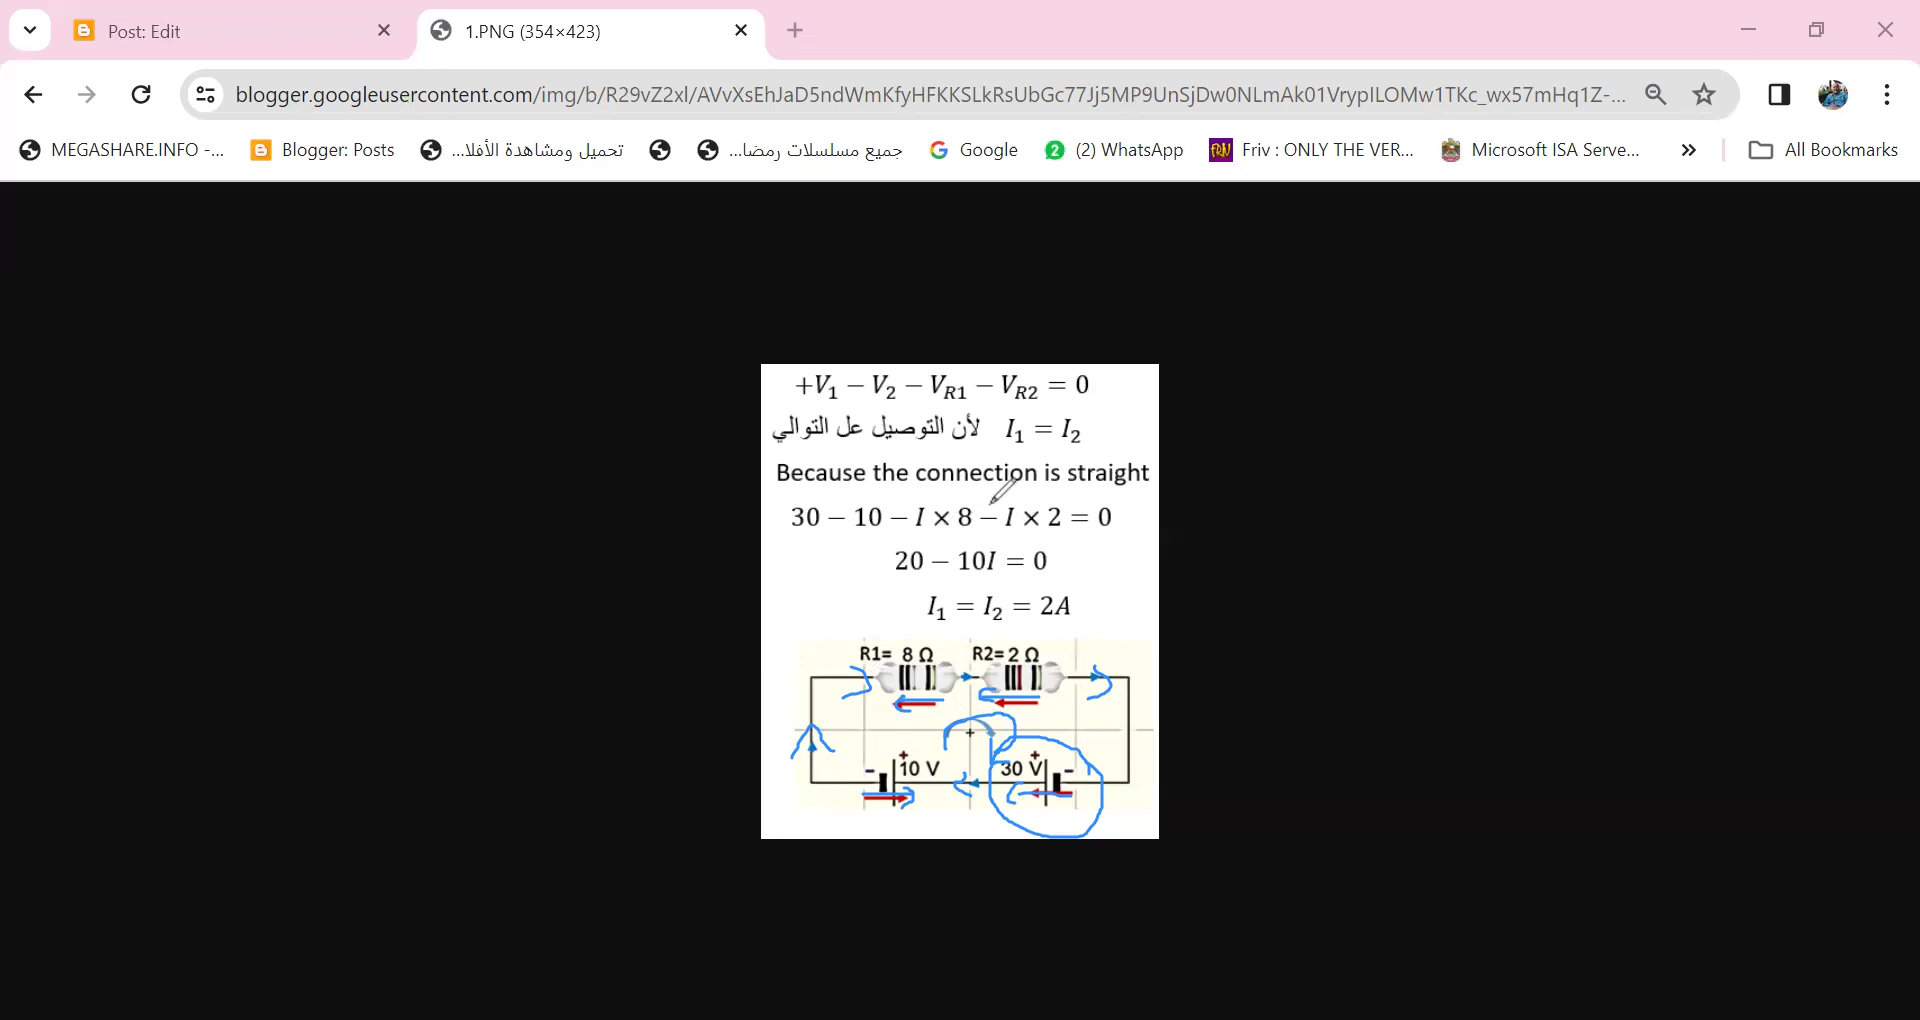 Post: Edit
1.PNG (354×423)
blogger.googleusercontent.com/img/b/R29vZ2xl/AVvXsEhJaD5ndWmKfyHFKKSLkRsUbGc77Jj5MP9UnSjDw0NLmAk01VrypILOMw1TKc_wx57mHq1Z-...
MEGASHARE.INFO -... Blogger: Posts تحميل ومشاهدة الأفلا... جميع مسلسلات رمضا... Google (2) WhatsApp Friv : ONLY THE VER... Microsoft ISA Serve... » All Bookmarks
+V₁ − V₂ − V_R1 − V_R2 = 0
لأن التوصيل عل التوالي I₁ = I₂
Because the connection is straight
30 − 10 − I × 8 − I × 2 = 0
20 − 10I = 0
I₁ = I₂ = 2A
R1= 8 Ω R2= 2 Ω
+
+ +
- 10 V 30 V -